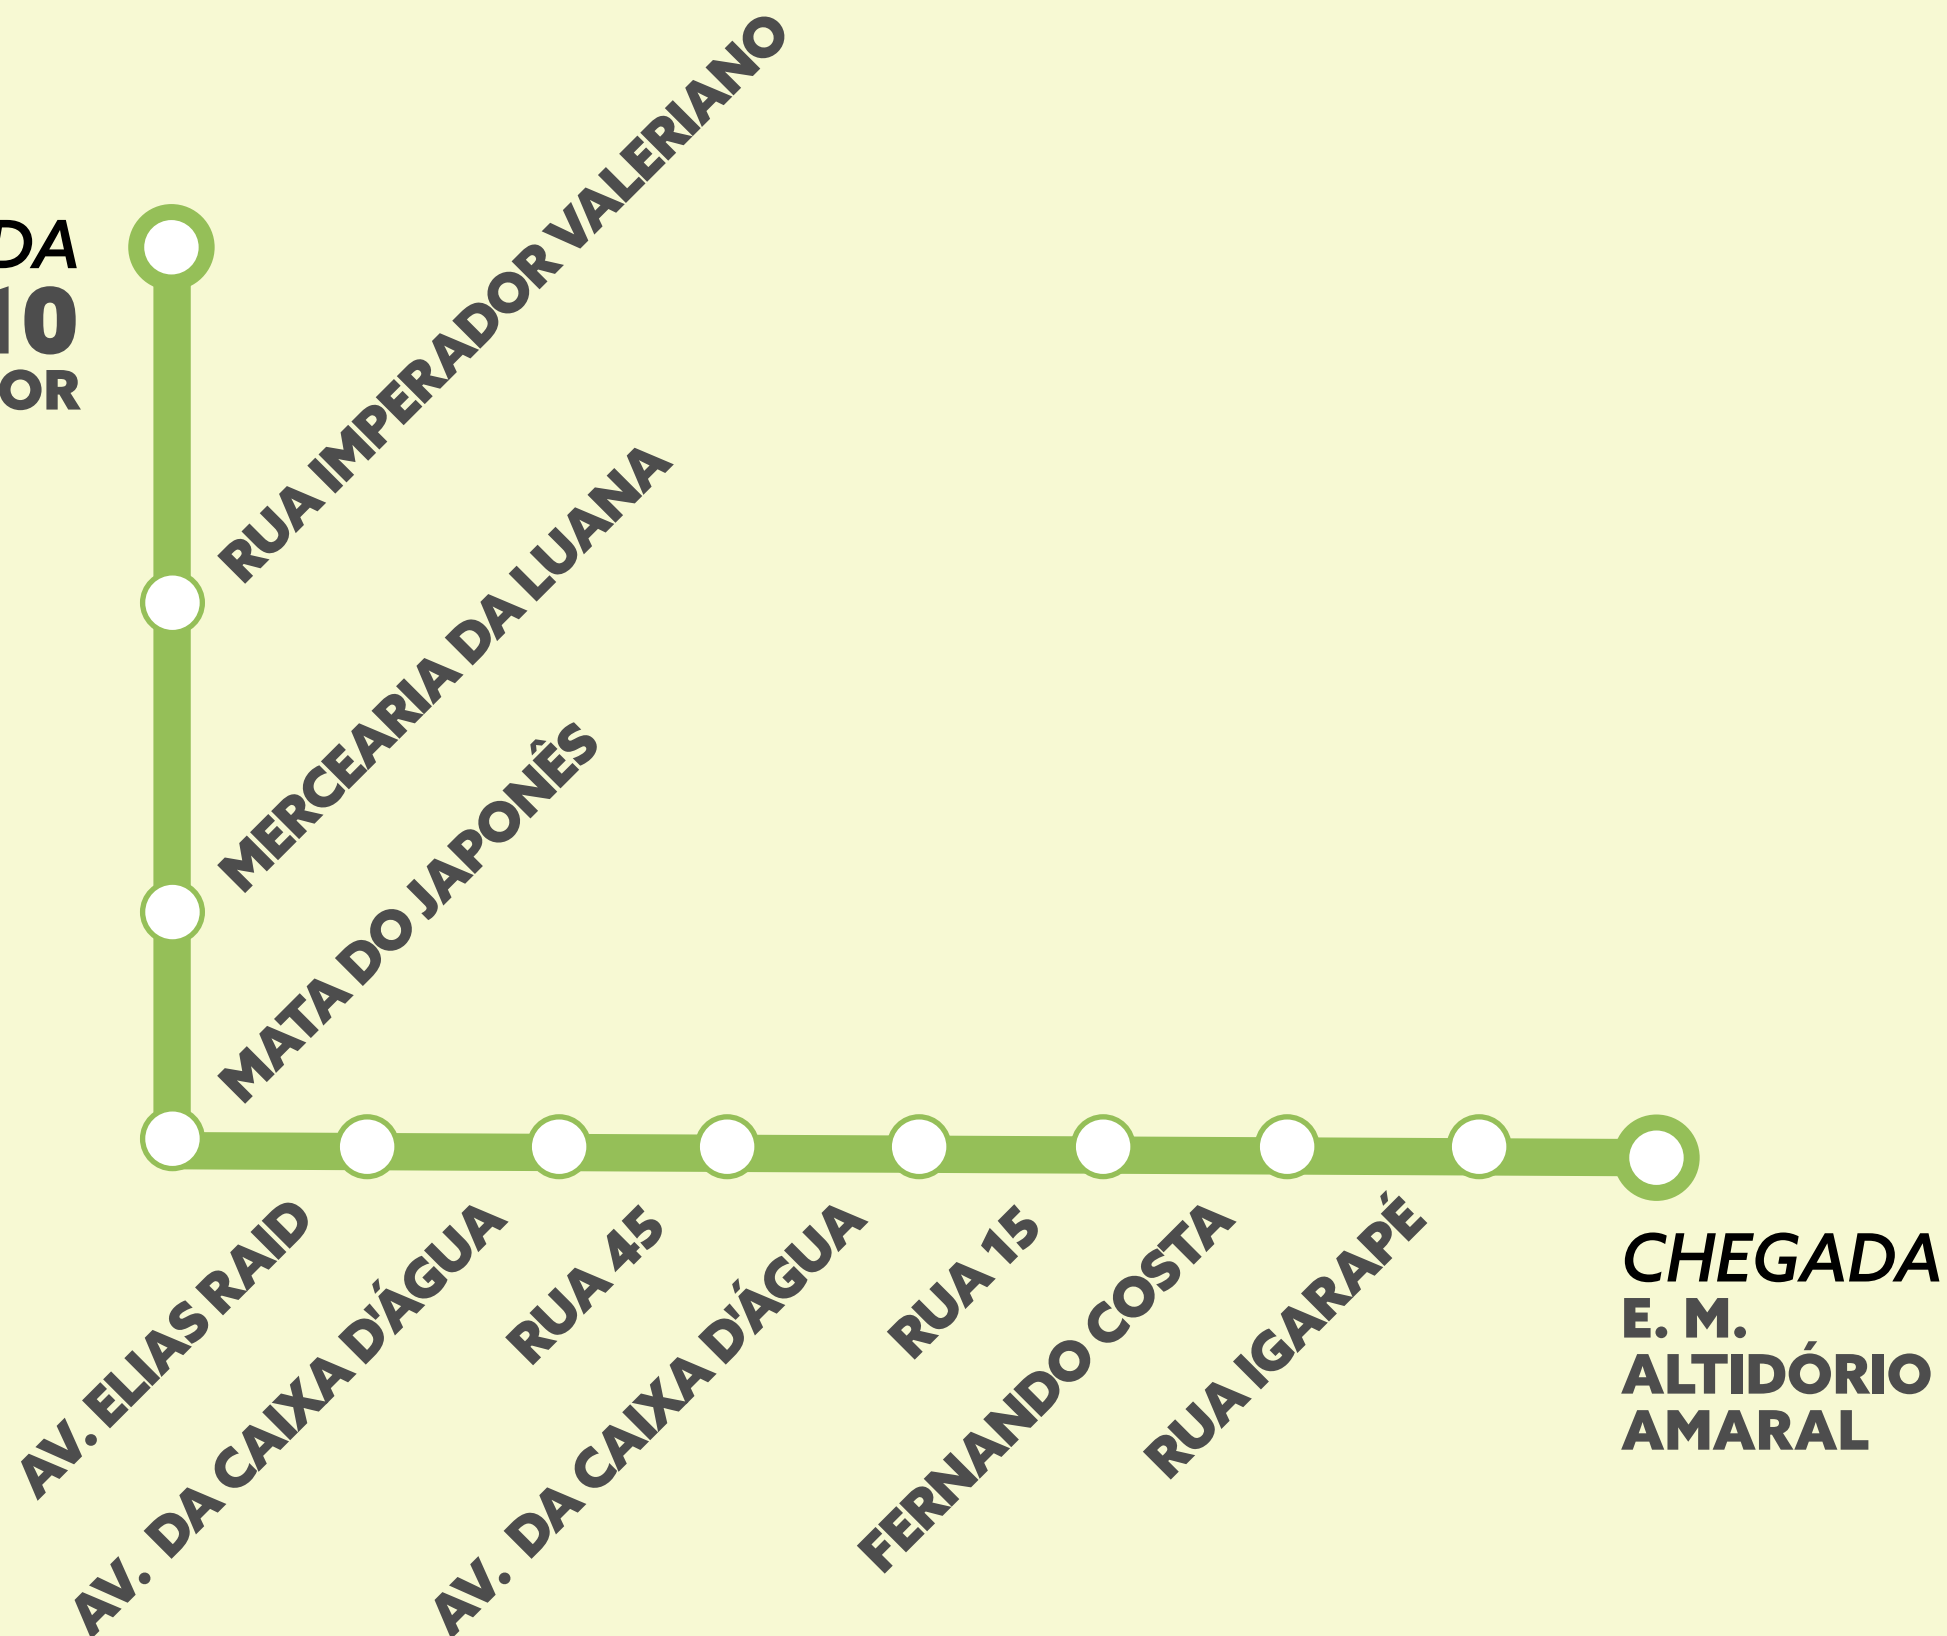 10
RUA IMPERADOR VALERIANO
MERCEARIA DA LUANA
MATA DO JAPONÊS
AV. ELIAS RAID
AV. DA CAIXA D'ÁGUA
RUA 45
AV. DA CAIXA D'ÁGUA
RUA 15
FERNANDO COSTA
RUA IGARAPÉ
CHEGADA
E. M.
ALTIDÓRIO
AMARAL